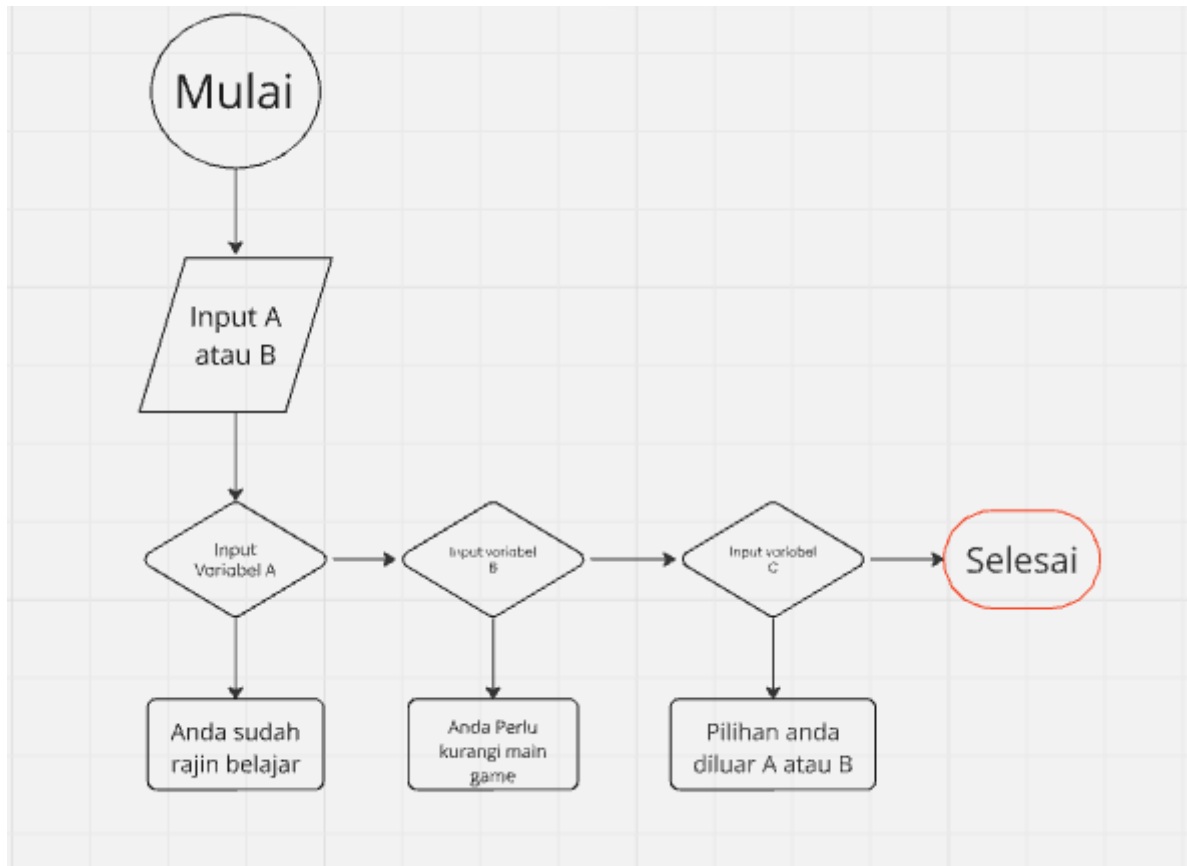 Mulai
Input A
atau B
Input
Variabel A
Input variabel
B
Input variabel
C
Selesai
Anda sudah
rajin belajar
Anda Perlu
kurangi main
game
Pilihan anda
diluar A atau B